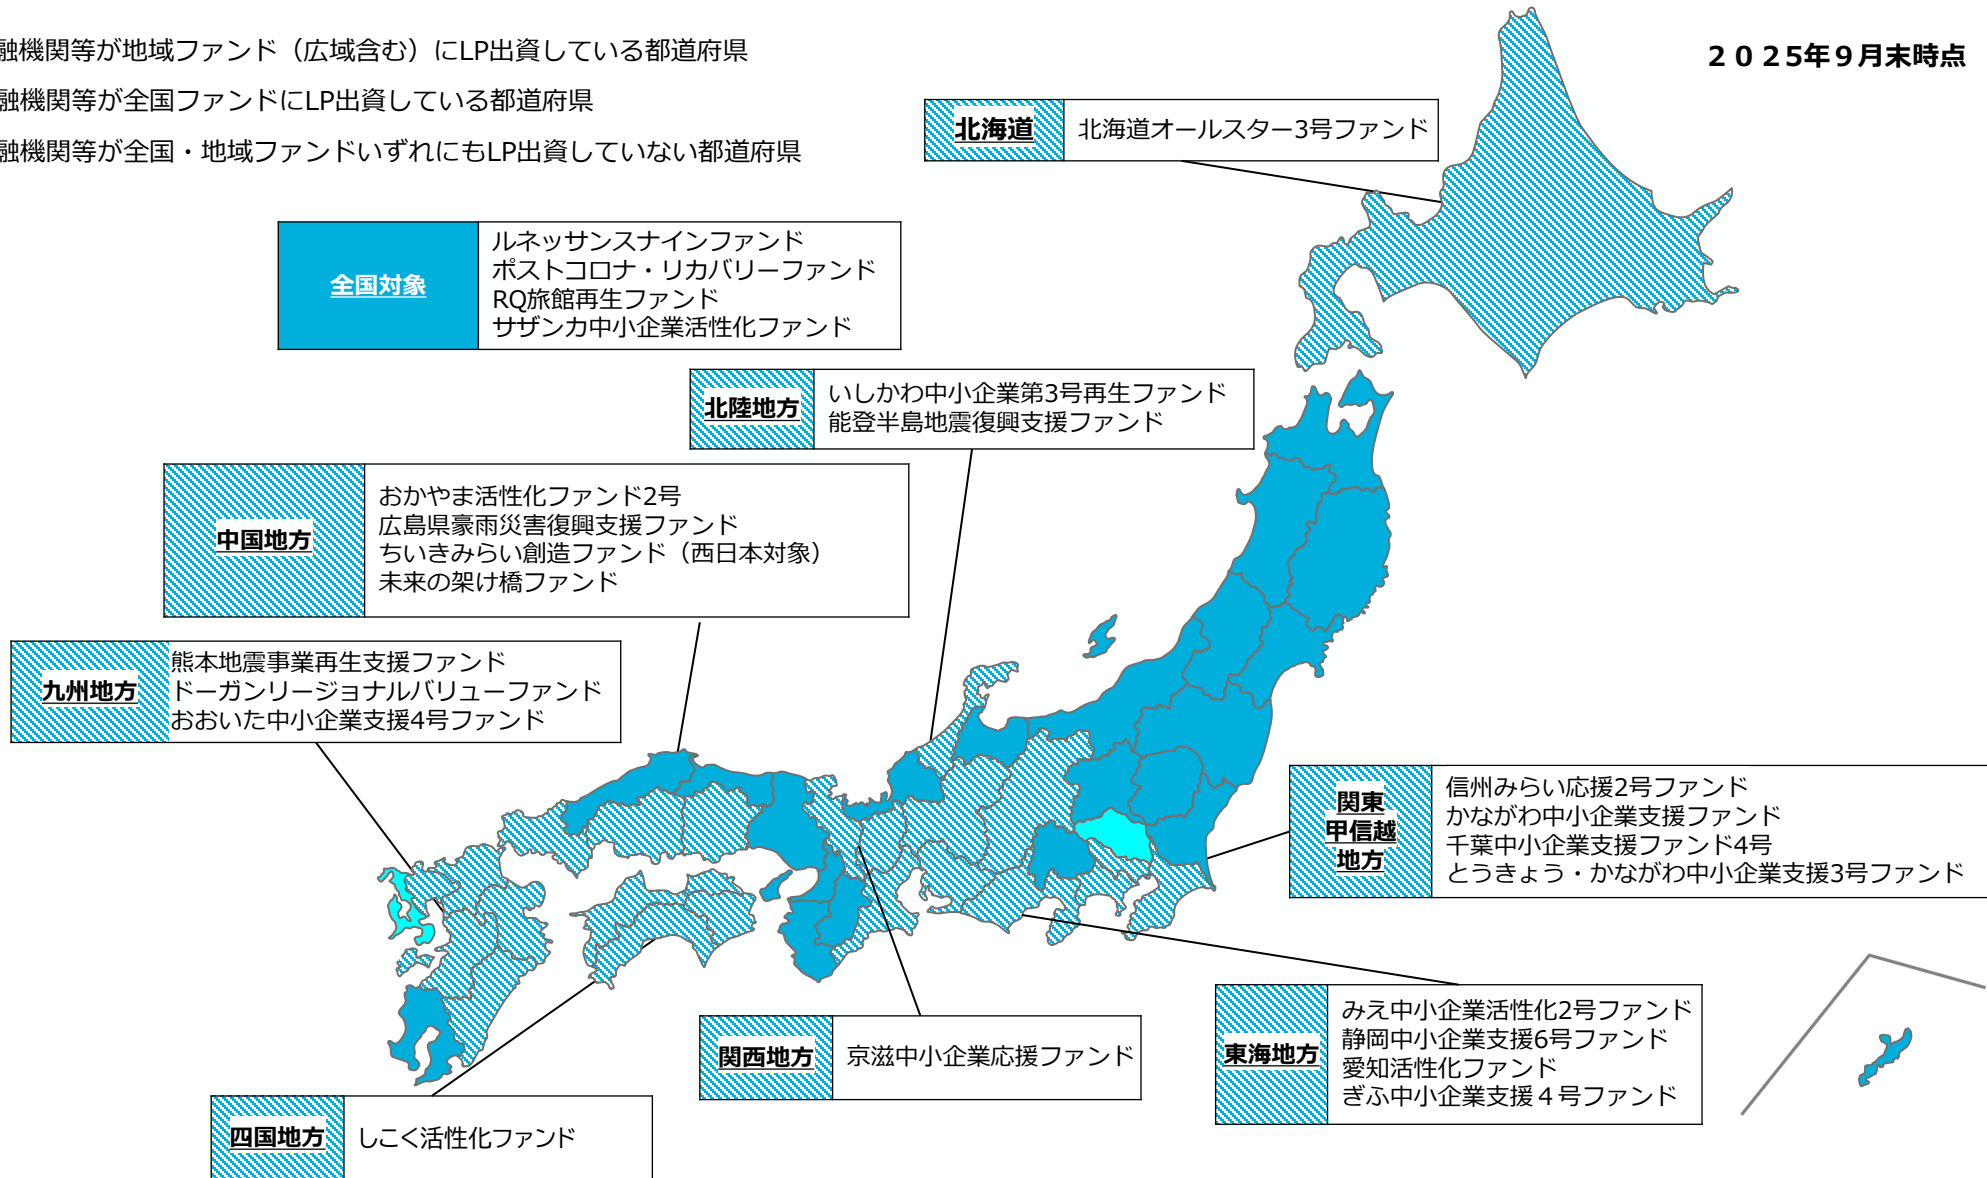 融機関等が地域ファンド（広域含む）にLP出資している都道府県
融機関等が全国ファンドにLP出資している都道府県
融機関等が全国・地域ファンドいずれにもLP出資していない都道府県
２０２５年９月末時点
北海道
北海道オールスター3号ファンド
全国対象
ルネッサンスナインファンド
ポストコロナ・リカバリーファンド
RQ旅館再生ファンド
サザンカ中小企業活性化ファンド
北陸地方
いしかわ中小企業第3号再生ファンド
能登半島地震復興支援ファンド
中国地方
おかやま活性化ファンド2号
広島県豪雨災害復興支援ファンド
ちいきみらい創造ファンド（西日本対象）
未来の架け橋ファンド
九州地方
熊本地震事業再生支援ファンド
ドーガンリージョナルバリューファンド
おおいた中小企業支援4号ファンド
関東
甲信越
地方
信州みらい応援2号ファンド
かながわ中小企業支援ファンド
千葉中小企業支援ファンド4号
とうきょう・かながわ中小企業支援3号ファンド
東海地方
みえ中小企業活性化2号ファンド
静岡中小企業支援6号ファンド
愛知活性化ファンド
ぎふ中小企業支援４号ファンド
関西地方
京滋中小企業応援ファンド
四国地方
しこく活性化ファンド